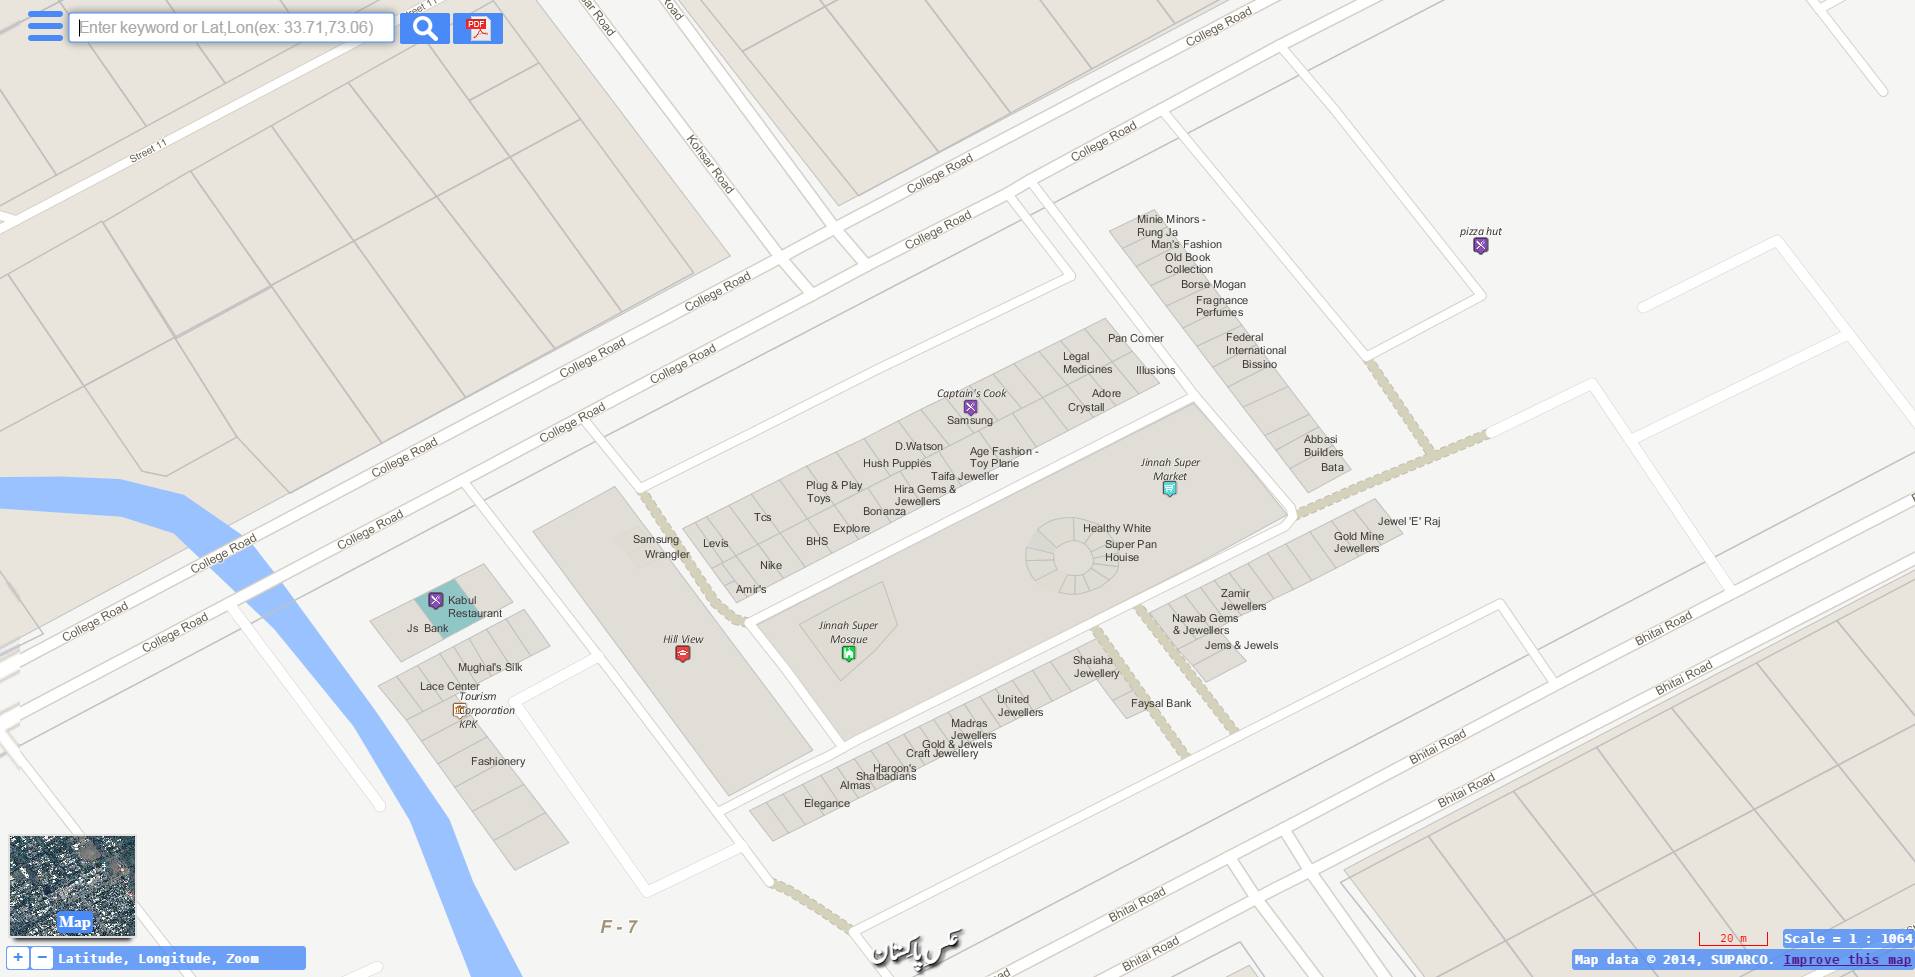 Street 11
Kohsar Road
Road
Enter keyword or Lat,Lon(ex: 33.71,73.06)
PDF
College Road
Street 11
Kohsar Road
College Road
College Road
College Road
Minie Minors -
Rung Ja
Man's Fashion
Old Book
Collection
Borse Mogan
Fragnance
Perfumes
pizza hut
College Road
College Road
College Road
Federal
International
Bissino
Pan Corner
Legal
Medicines
Illusions
Adore
Crystall
Captain's Cook
Samsung
College Road
College Road
D.Watson
Hush Puppies
Age Fashion -
Toy Plane
Taifa Jeweller
Plug & Play
Toys
Hira Gems &
Jewellers
Bonanza
Abbasi
Builders
Bata
Jinnah Super
Market
Tcs
Explore
BHS
Levis
Nike
Amir's
Samsung
Wrangler
Healthy White
Super Pan
Houise
Jewel 'E' Raj
Gold Mine
Jewellers
College Road
College Road
College Road
College Road
Kabul
Restaurant
Js Bank
Zamir
Jewellers
Nawab Gems
& Jewellers
Jems & Jewels
Jinnah Super
Mosque
Hill View
Mughal's Silk
Lace Center
Tourism
Corporation
KPK
Fashionery
Shaiaha
Jewellery
Faysal Bank
United
Jewellers
Madras
Jewellers
Gold & Jewels
Craft Jewellery
Haroon's
Shalbadians
Almas
Elegance
Bhitai Road
Bhitai Road
Bhitai Road
Bhitai Road
Bhitai Road
Bhitai Road
F - 7
عکسِ پاکستان
Map
+
−
Latitude, Longitude, Zoom
20 m
Scale = 1 : 1064
Map data © 2014, SUPARCO. Improve this map